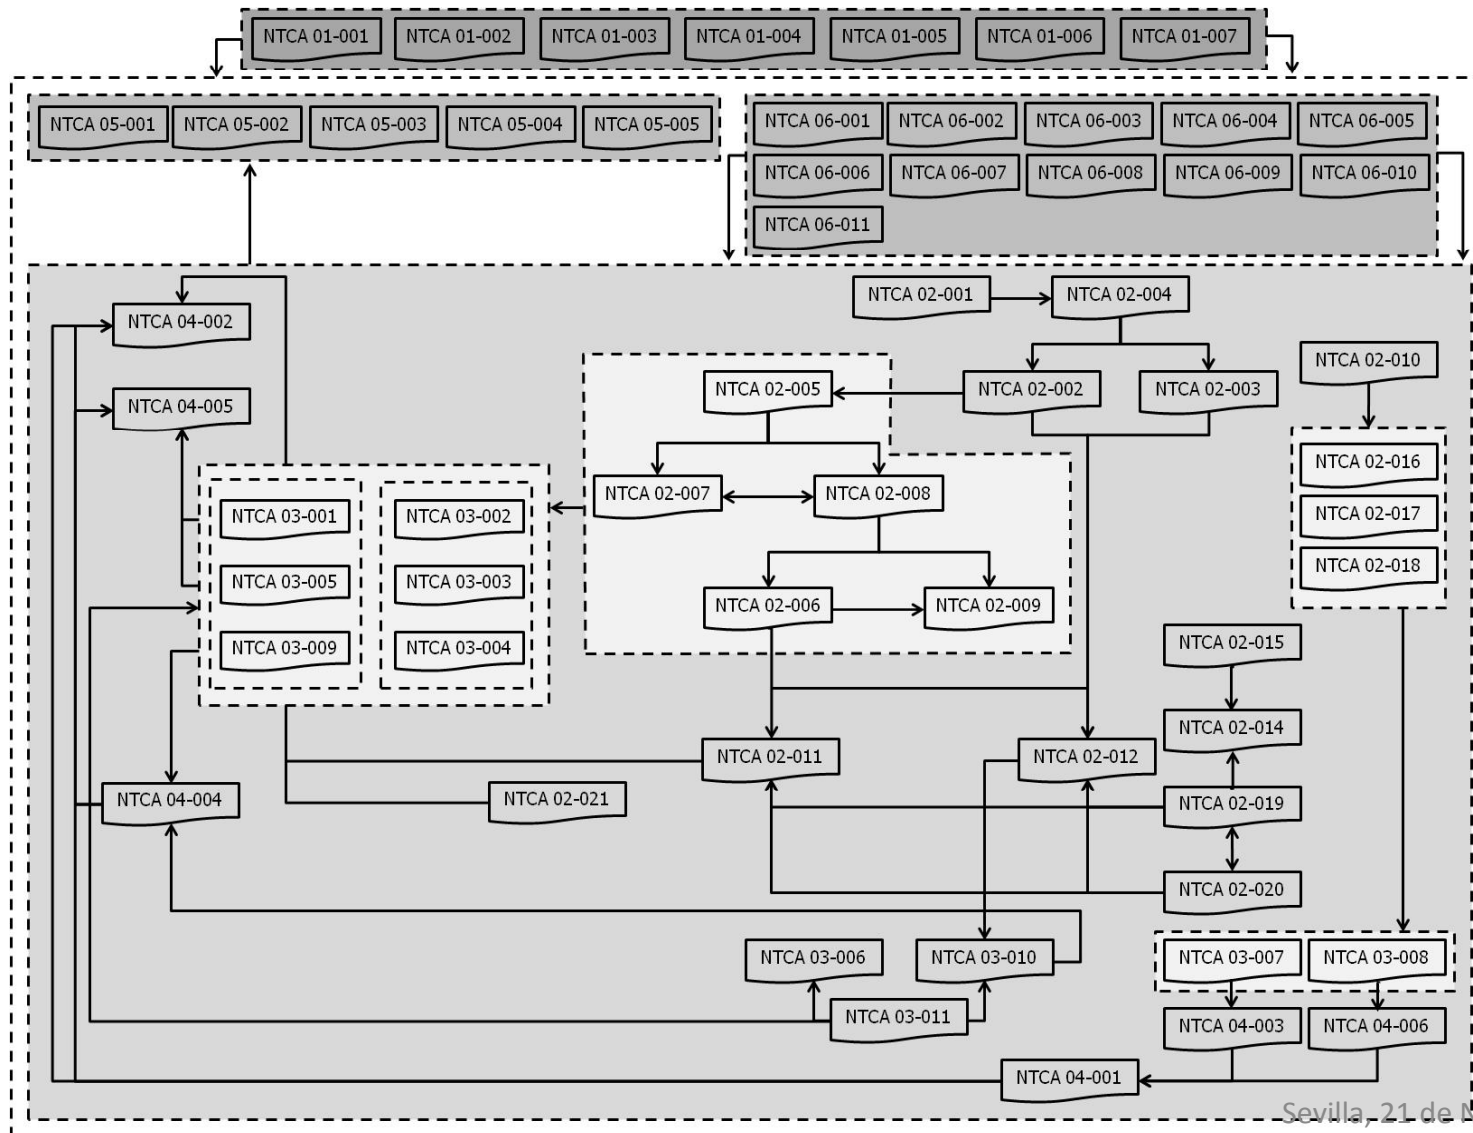 NTCA 01-001 NTCA 01-002 NTCA 01-003 NTCA 01-004 NTCA 01-005 NTCA 01-006 NTCA 01-007
NTCA 05-001 NTCA 05-002 NTCA 05-003 NTCA 05-004 NTCA 05-005
NTCA 06-001 NTCA 06-002 NTCA 06-003 NTCA 06-004 NTCA 06-005
NTCA 06-006 NTCA 06-007 NTCA 06-008 NTCA 06-009 NTCA 06-010
NTCA 06-011
NTCA 02-001 NTCA 02-004
NTCA 04-002
NTCA 02-010
NTCA 02-005 NTCA 02-002 NTCA 02-003
NTCA 04-005
NTCA 02-016
NTCA 02-007 NTCA 02-008
NTCA 03-001 NTCA 03-002
NTCA 02-017
NTCA 02-018
NTCA 03-005 NTCA 03-003
NTCA 02-006 NTCA 02-009
NTCA 03-009 NTCA 03-004
NTCA 02-015
NTCA 02-014
NTCA 02-011 NTCA 02-012
NTCA 04-004 NTCA 02-021
NTCA 02-019
NTCA 02-020
NTCA 03-006 NTCA 03-010 NTCA 03-007 NTCA 03-008
NTCA 03-011
NTCA 04-003 NTCA 04-006
NTCA 04-001
Sevilla, 21 de N